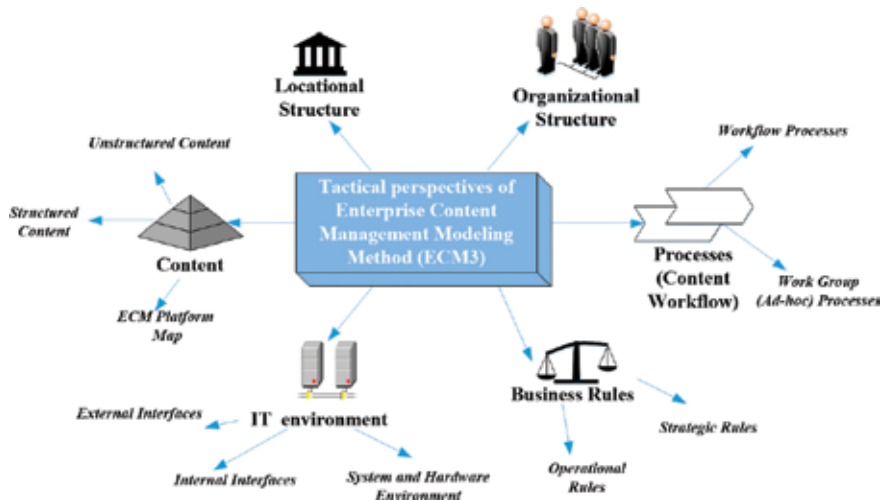 Locational
Structure
Organizational
Structure
Unstructured Content
Workflow Processes
Structured
Content
Tactical perspectives of
Enterprise Content
Management Modeling
Method (ECM3)
Content
Processes
(Content
Workflow)
Work Group
(Ad-hoc) Processes
ECM Platform
Map
IT environment
Business Rules
External Interfaces
Strategic Rules
Internal Interfaces
System and Hardware
Environment
Operational
Rules